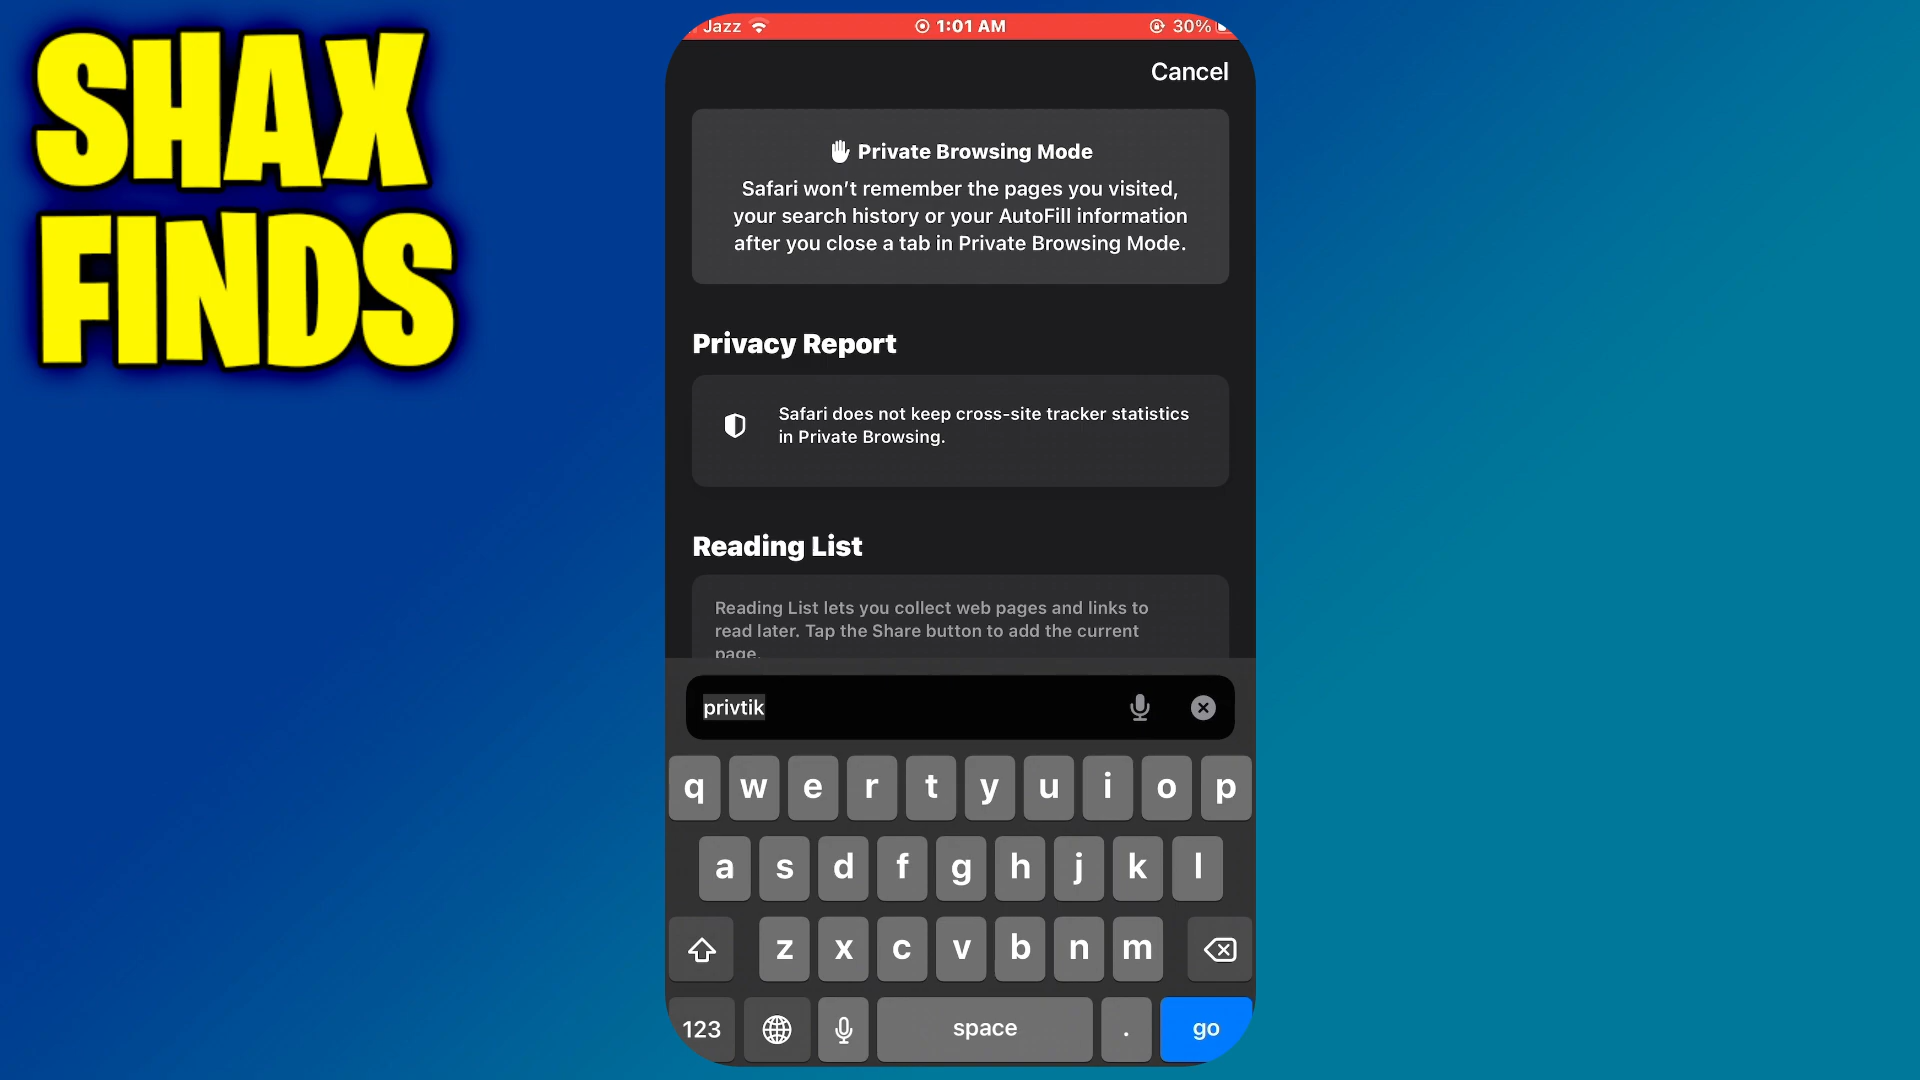 SHAX
FINDS
Jazz 1:01 AM 30%
Cancel
Private Browsing Mode
Safari won’t remember the pages you visited,
your search history or your AutoFill information
after you close a tab in Private Browsing Mode.
Privacy Report
Safari does not keep cross-site tracker statistics
in Private Browsing.
Reading List
Reading List lets you collect web pages and links to
read later. Tap the Share button to add the current
page.
privtik
q w e r t y u i o p
a s d f g h j k l
z x c v b n m
123 space . go